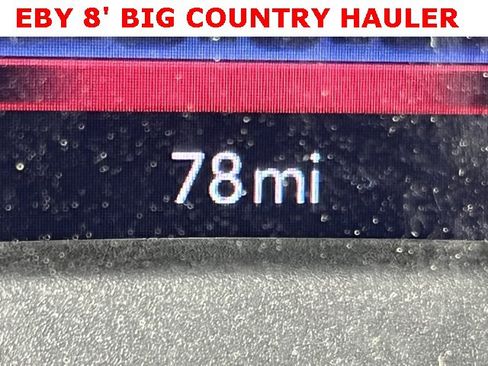 EBY 8' BIG COUNTRY HAULER
78mi